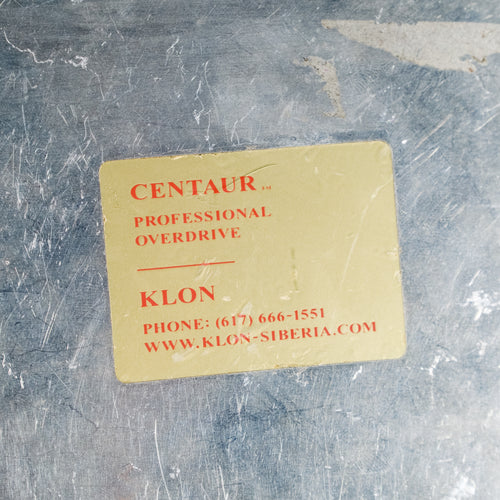 CENTAUR TM
PROFESSIONAL
OVERDRIVE
KLON
PHONE: (617) 666-1551
WWW.KLON-SIBERIA.COM